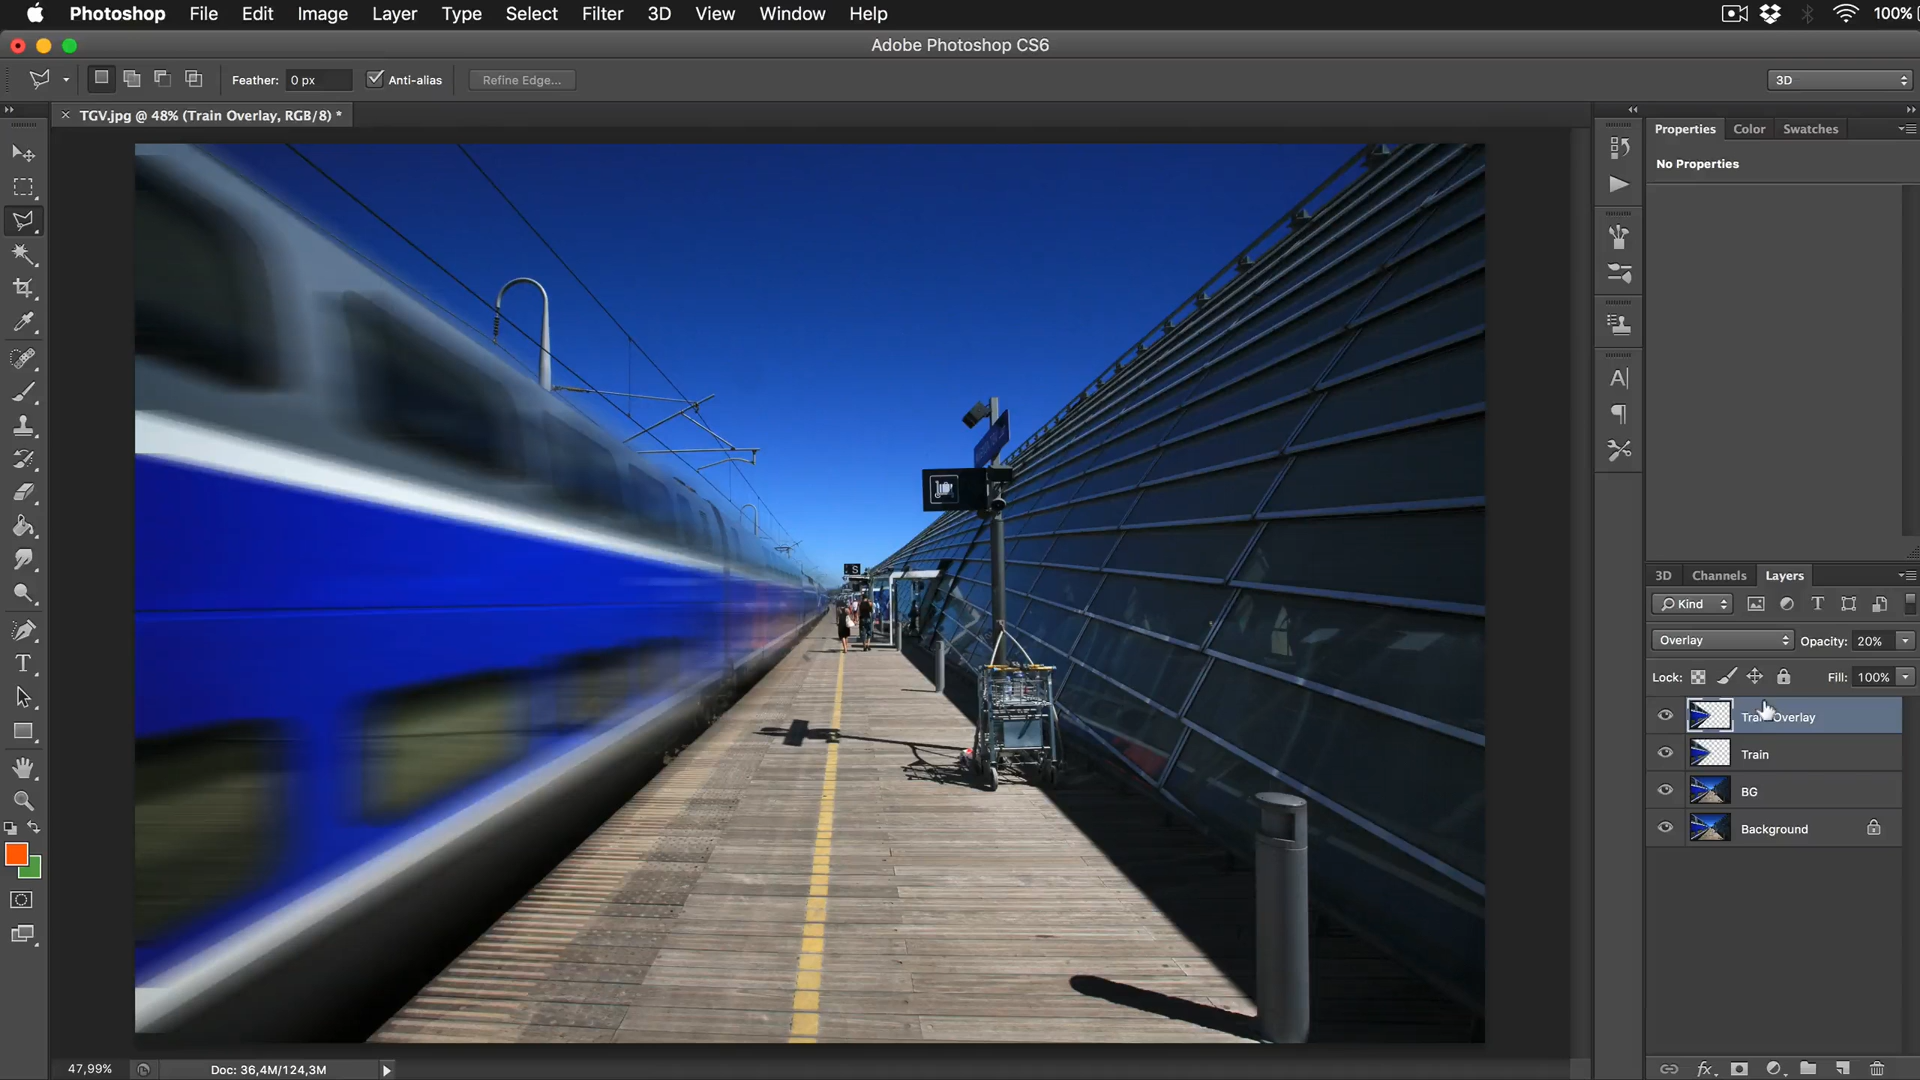 Photoshop File Edit Image Layer Type Select Filter 3D View Window Help 100%
Adobe Photoshop CS6
Feather: 0 px Anti-alias Refine Edge... 3D
TGV.jpg @ 48% (Train Overlay, RGB/8) *
Properties Color Swatches
No Properties
S
3D Channels Layers
Kind
Overlay Opacity: 20%
Lock: Fill: 100%
Train Overlay
Train
BG
Background
47,99% Doc: 36,4M/124,3M